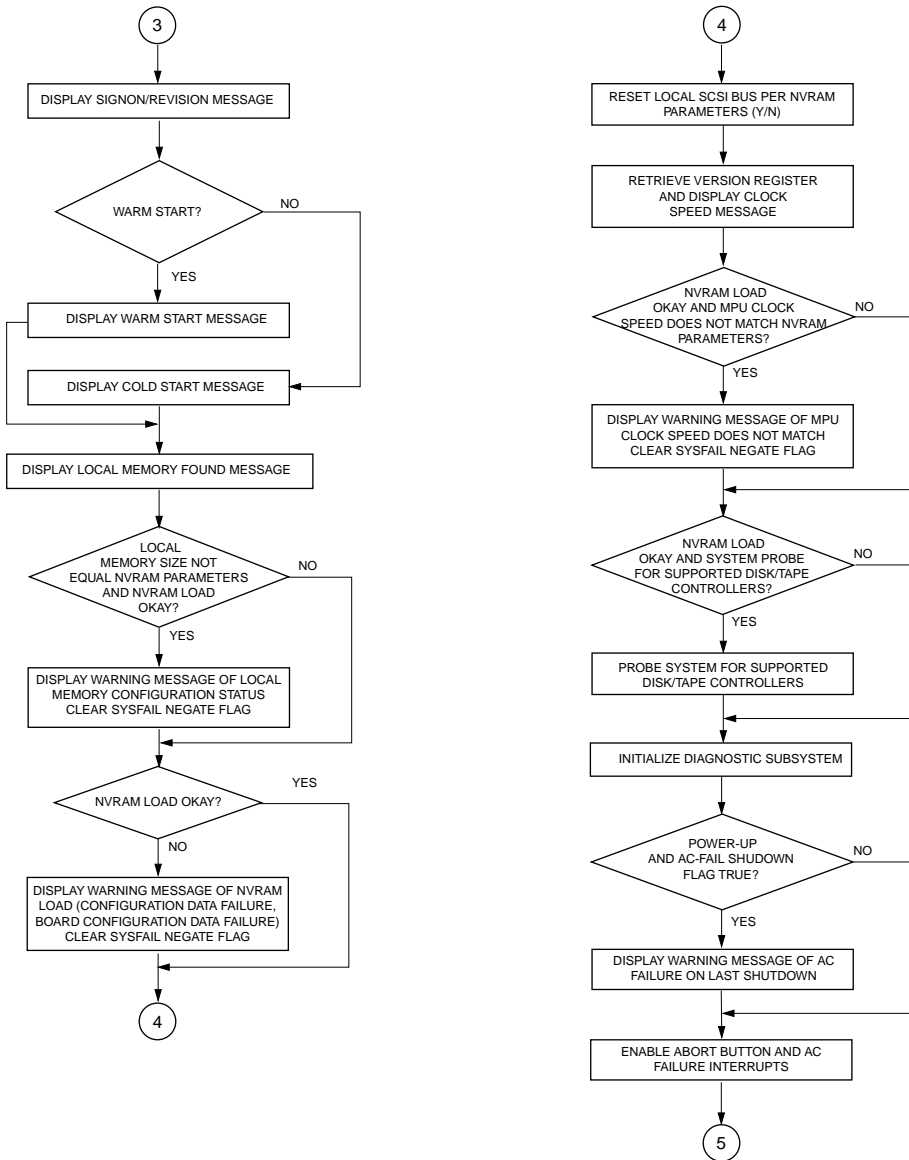 3
DISPLAY SIGNON/REVISION MESSAGE
WARM START?
NO
YES
DISPLAY WARM START MESSAGE
DISPLAY COLD START MESSAGE
DISPLAY LOCAL MEMORY FOUND MESSAGE
LOCAL
MEMORY SIZE NOT
EQUAL NVRAM PARAMETERS
AND NVRAM LOAD
OKAY?
NO
YES
DISPLAY WARNING MESSAGE OF LOCAL
MEMORY CONFIGURATION STATUS
CLEAR SYSFAIL NEGATE FLAG
NVRAM LOAD OKAY?
YES
NO
DISPLAY WARNING MESSAGE OF NVRAM
LOAD (CONFIGURATION DATA FAILURE,
BOARD CONFIGURATION DATA FAILURE)
CLEAR SYSFAIL NEGATE FLAG
4
4
RESET LOCAL SCSI BUS PER NVRAM
PARAMETERS (Y/N)
RETRIEVE VERSION REGISTER
AND DISPLAY CLOCK
SPEED MESSAGE
NVRAM LOAD
OKAY AND MPU CLOCK
SPEED DOES NOT MATCH NVRAM
PARAMETERS?
NO
YES
DISPLAY WARNING MESSAGE OF MPU
CLOCK SPEED DOES NOT MATCH
CLEAR SYSFAIL NEGATE FLAG
NVRAM LOAD
OKAY AND SYSTEM PROBE
FOR SUPPORTED DISK/TAPE
CONTROLLERS?
NO
YES
PROBE SYSTEM FOR SUPPORTED
DISK/TAPE CONTROLLERS
INITIALIZE DIAGNOSTIC SUBSYSTEM
POWER-UP
AND AC-FAIL SHUDOWN
FLAG TRUE?
NO
YES
DISPLAY WARNING MESSAGE OF AC
FAILURE ON LAST SHUTDOWN
ENABLE ABORT BUTTON AND AC
FAILURE INTERRUPTS
5